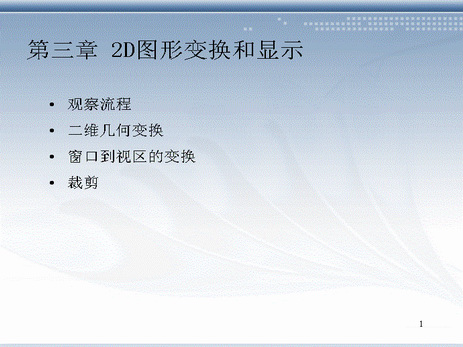 第三章 2D图形变换和显示
• 观察流程
• 二维几何变换
• 窗口到视区的变换
• 裁剪
1